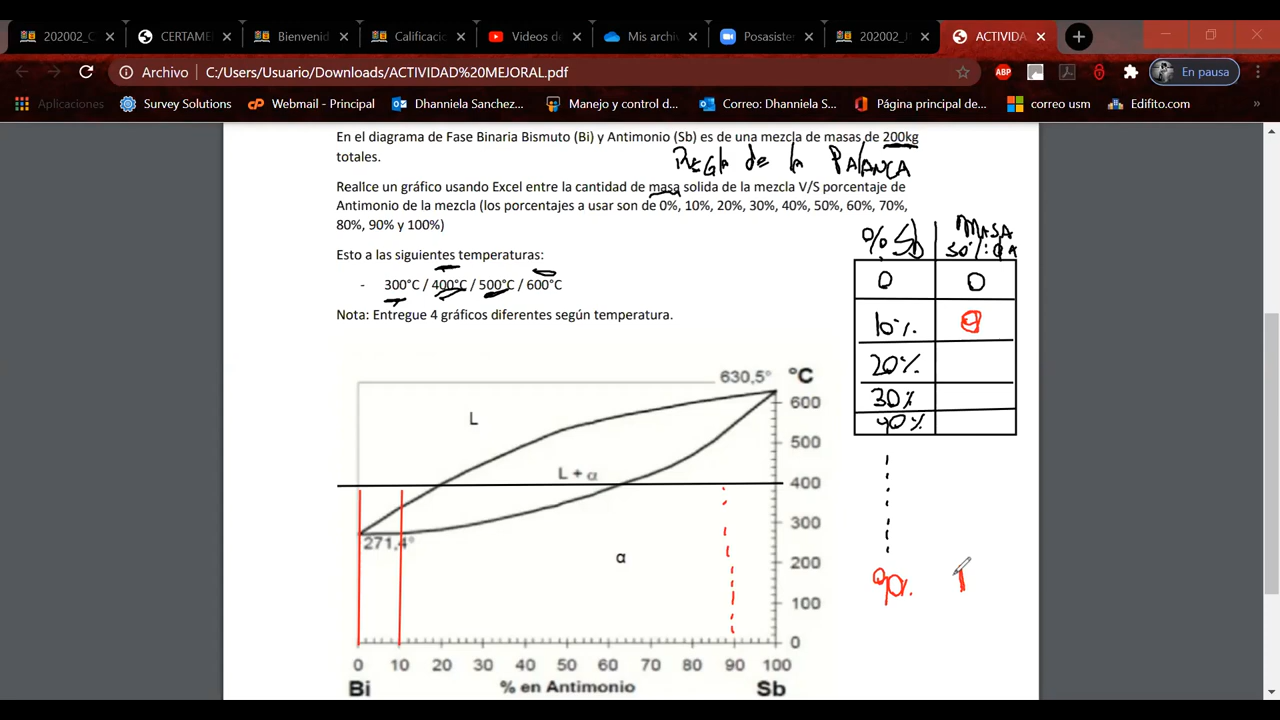 202002_C
CERTAME
Bienvenid
Calificacio
Videos de
Mis archiv
Posasisten
202002_I
ACTIVIDA
Archivo
C:/Users/Usuario/Downloads/ACTIVIDAD%20MEJORAL.pdf
ABP
En pausa
Aplicaciones
Survey Solutions
Webmail - Principal
Dhanniela Sanchez...
Manejo y control d...
Correo: Dhanniela S...
Página principal de...
correo usm
Edifito.com
»
En el diagrama de Fase Binaria Bismuto (Bi) y Antimonio (Sb) es de una mezcla de masas de 200kg
totales.
REGla de la PALANCA
Reallce un gráfico usando Excel entre la cantidad de masa solida de la mezcla V/S porcentaje de
Antimonio de la mezcla (los porcentajes a usar son de 0%, 10%, 20%, 30%, 40%, 50%, 60%, 70%,
80%, 90% y 100%)
Esto a las siguientes temperaturas:
- 300°C / 400°C / 500°C / 600°C
Nota: Entregue 4 gráficos diferentes según temperatura.
% Sb MASA
SOLIDA
0 0
10%
20%
30%
40%
90%
630,5° °C
600
500
400
300
200
100
0
L
L + α
α
271,4°
0 10 20 30 40 50 60 70 80 90 100
Bi % en Antimonio Sb